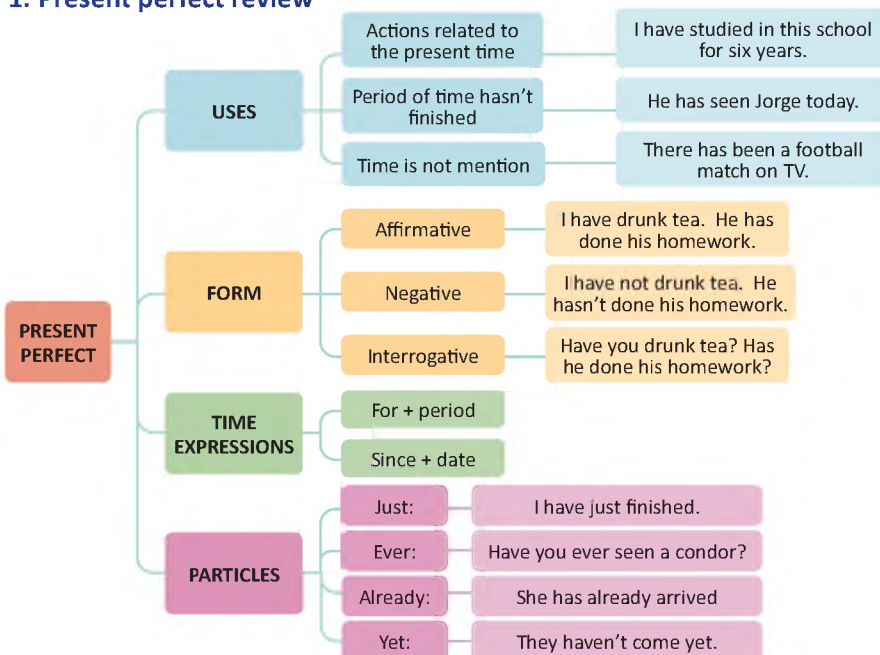 1. Present perfect review
PRESENT
PERFECT
USES
Actions related to
the present time
I have studied in this school
for six years.
Period of time hasn't
finished
He has seen Jorge today.
Time is not mention
There has been a football
match on TV.
FORM
Affirmative
I have drunk tea. He has
done his homework.
Negative
I have not drunk tea. He
hasn't done his homework.
Interrogative
Have you drunk tea? Has
he done his homework?
TIME
EXPRESSIONS
For + period
Since + date
PARTICLES
Just:
I have just finished.
Ever:
Have you ever seen a condor?
Already:
She has already arrived
Yet:
They haven't come yet.